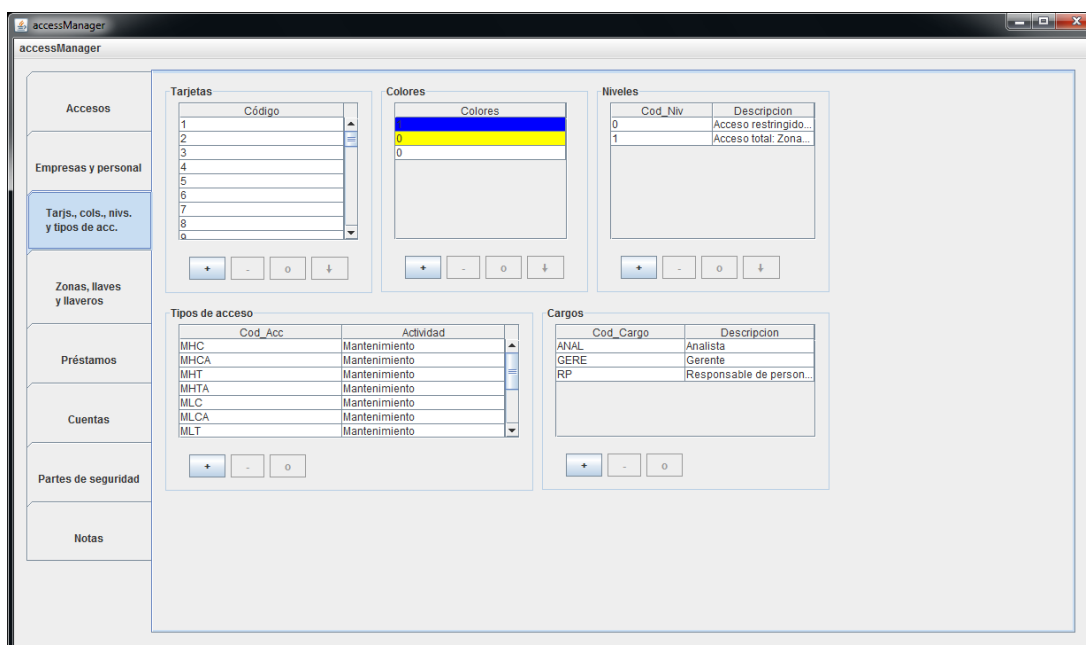 accessManager
accessManager
Accesos
Empresas y personal
Tarjs., cols., nivs.
y tipos de acc.
Zonas, llaves
y llaveros
Préstamos
Cuentas
Partes de seguridad
Notas
Tarjetas
Código
1
2
3
4
5
6
7
8
9
+ - o
Colores
Colores
0
0
+ - o
Niveles
Cod_Niv Descripcion
0 Acceso restringido...
1 Acceso total: Zona...
+ - o
Tipos de acceso
Cod_Acc Actividad
MHC Mantenimiento
MHCA Mantenimiento
MHT Mantenimiento
MHTA Mantenimiento
MLC Mantenimiento
MLCA Mantenimiento
MLT Mantenimiento
+ - o
Cargos
Cod_Cargo Descripcion
ANAL Analista
GERE Gerente
RP Responsable de person...
+ - o